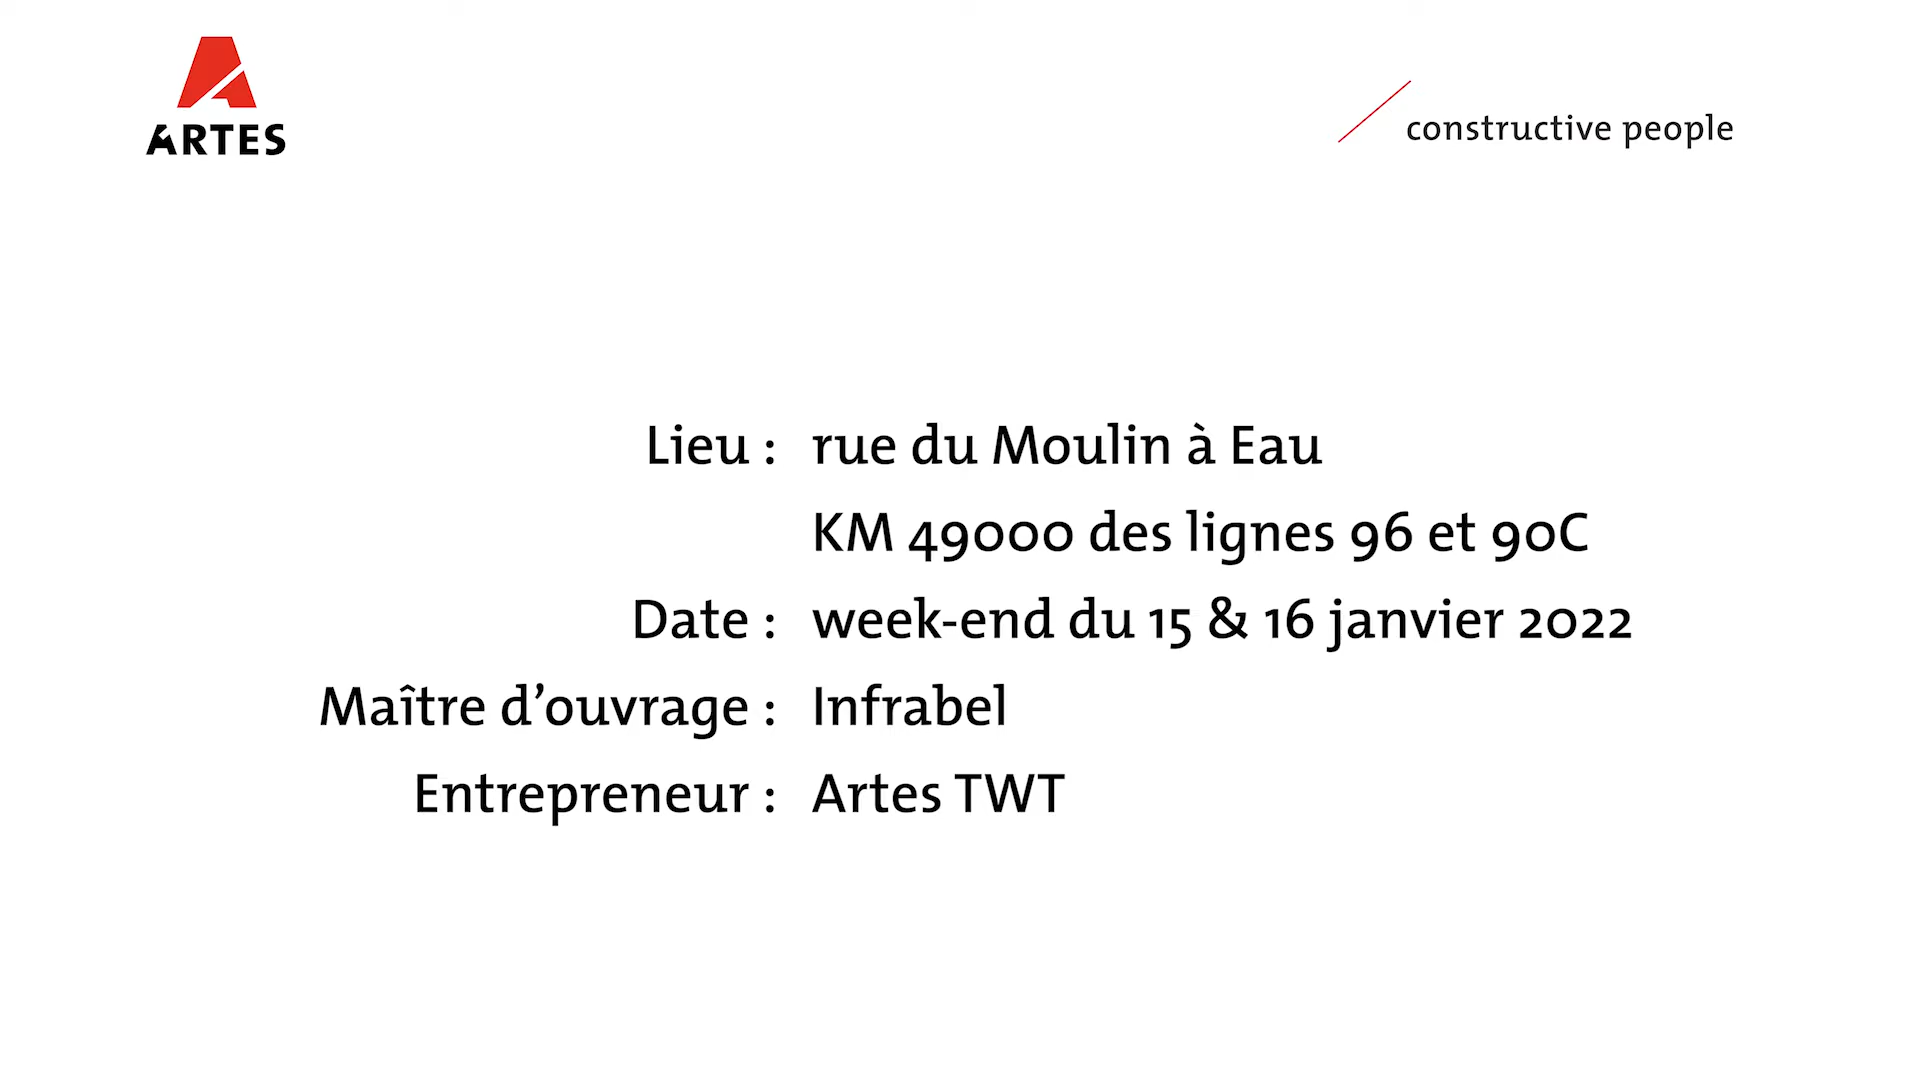 ARTES
constructive people
Lieu : rue du Moulin à Eau
KM 49000 des lignes 96 et 90C
Date : week-end du 15 & 16 janvier 2022
Maître d’ouvrage : Infrabel
Entrepreneur : Artes TWT